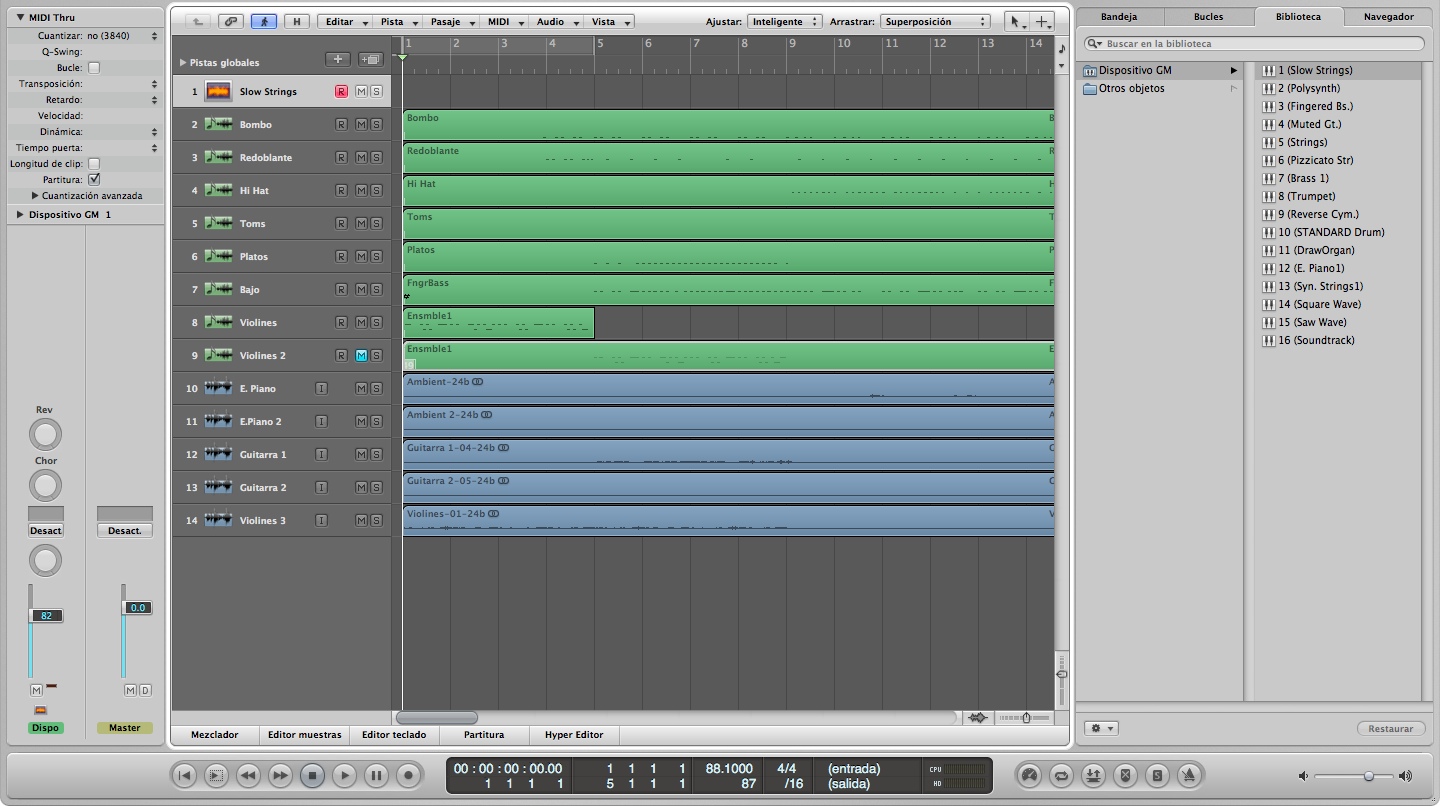 MIDI Thru
Cuantizar: no (3840)
Q-Swing:
Bucle:
Transposición:
Retardo:
Velocidad:
Dinámica:
Tiempo puerta:
Longitud de clip:
Partitura:
Cuantización avanzada
Dispositivo GM 1
Rev
Chor
Desact
Desact.
82
0.0
M
M D
Dispo
Master
H
Editar
Pista
Pasaje
MIDI
Audio
Vista
Ajustar: Inteligente
Arrastrar: Superposición
Pistas globales
1 2 3 4 5 6 7 8 9 10 11 12 13 14
1 Slow Strings R M S
2 Bombo R M S
Bombo B
3 Redoblante R M S
Redoblante R
4 Hi Hat R M S
Hi Hat H
5 Toms R M S
Toms T
6 Platos R M S
Platos P
7 Bajo R M S
FngrBass F
8 Violines R M S
Ensmble1
9 Violines 2 R M S
Ensmble1 E
10 E. Piano I M S
Ambient-24b A
11 E.Piano 2 I M S
Ambient 2-24b A
12 Guitarra 1 I M S
Guitarra 1-04-24b G
13 Guitarra 2 I M S
Guitarra 2-05-24b G
14 Violines 3 I M S
Violines-01-24b V
Mezclador
Editor muestras
Editor teclado
Partitura
Hyper Editor
00 : 00 : 00 : 00.00
1 1 1 1
1 1 1 1
5 1 1 1
88.1000
87
4/4
/16
(entrada)
(salida)
CPU
HD
S
Bandeja
Bucles
Biblioteca
Navegador
Buscar en la biblioteca
Dispositivo GM
Otros objetos
1 (Slow Strings)
2 (Polysynth)
3 (Fingered Bs.)
4 (Muted Gt.)
5 (Strings)
6 (Pizzicato Str)
7 (Brass 1)
8 (Trumpet)
9 (Reverse Cym.)
10 (STANDARD Drum)
11 (DrawOrgan)
12 (E. Piano1)
13 (Syn. Strings1)
14 (Square Wave)
15 (Saw Wave)
16 (Soundtrack)
Restaurar